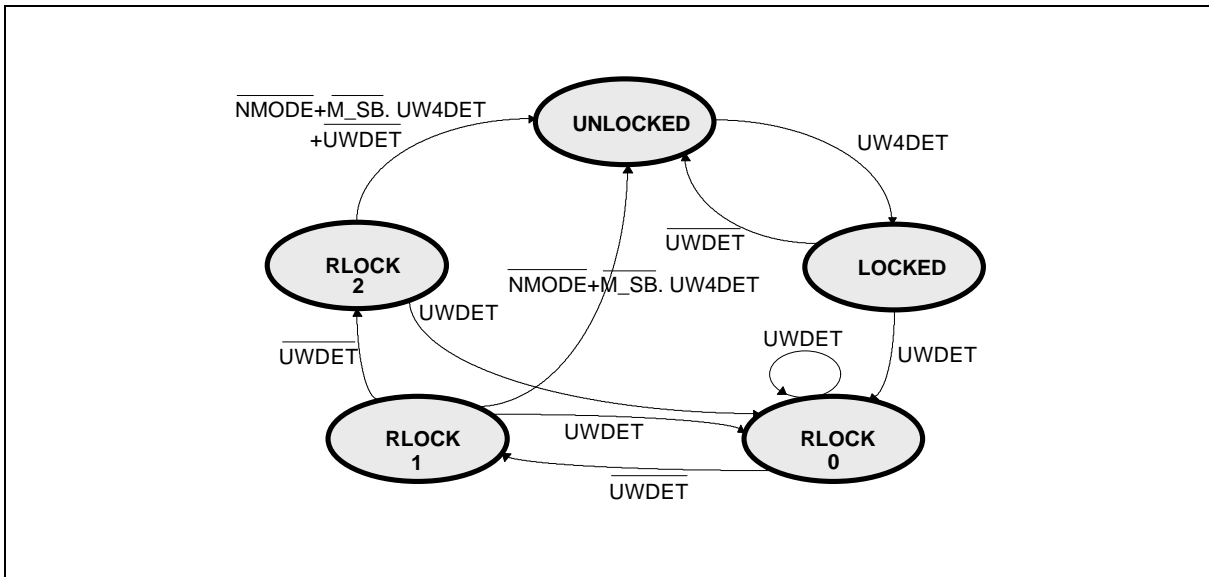 NMODE+M_SB. UW4DET
+UWDET
UNLOCKED
UW4DET
UWDET
RLOCK
2
LOCKED
NMODE+M_SB. UW4DET
UWDET
UWDET
UWDET
UWDET
RLOCK
1
UWDET
RLOCK
0
UWDET